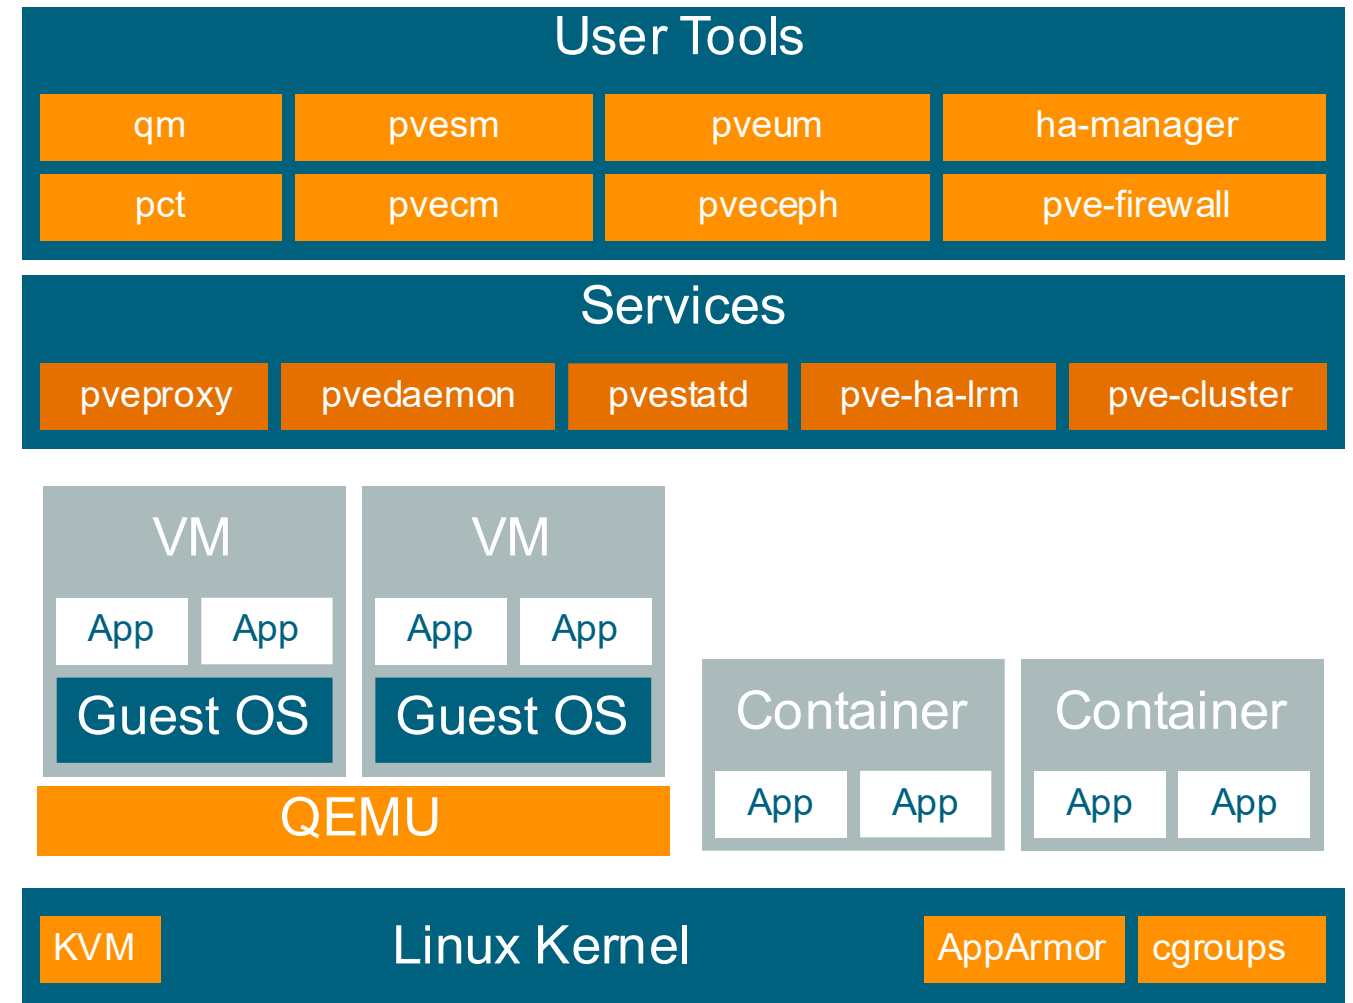 User Tools
qm pvesm pveum ha-manager
pct pvecm pveceph pve-firewall
Services
pveproxy pvedaemon pvestatd pve-ha-lrm pve-cluster
VM VM
App App App App
Guest OS Guest OS
Container Container
App App App App
QEMU
KVM Linux Kernel AppArmor cgroups